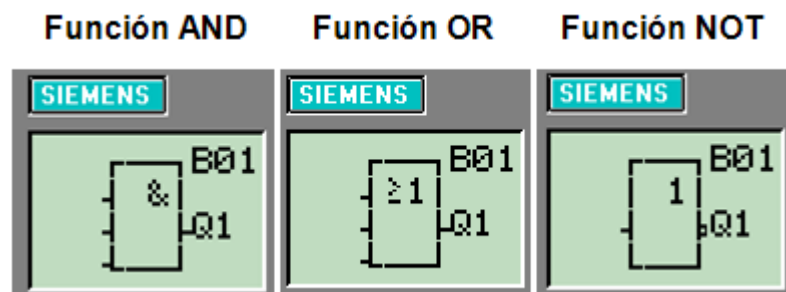 Función AND
Función OR
Función NOT
SIEMENS
SIEMENS
SIEMENS
B01
&
Q1
B01
≥1
Q1
B01
1
Q1